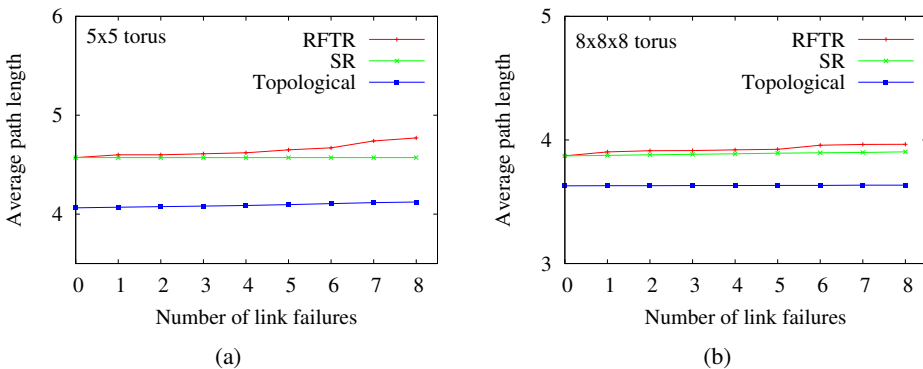 6
5
4
5x5 torus
RFTR
SR
Topological
Average path length
0 1 2 3 4 5 6 7 8
Number of link failures
(a)
5
4
3
8x8x8 torus
RFTR
SR
Topological
Average path length
0 1 2 3 4 5 6 7 8
Number of link failures
(b)